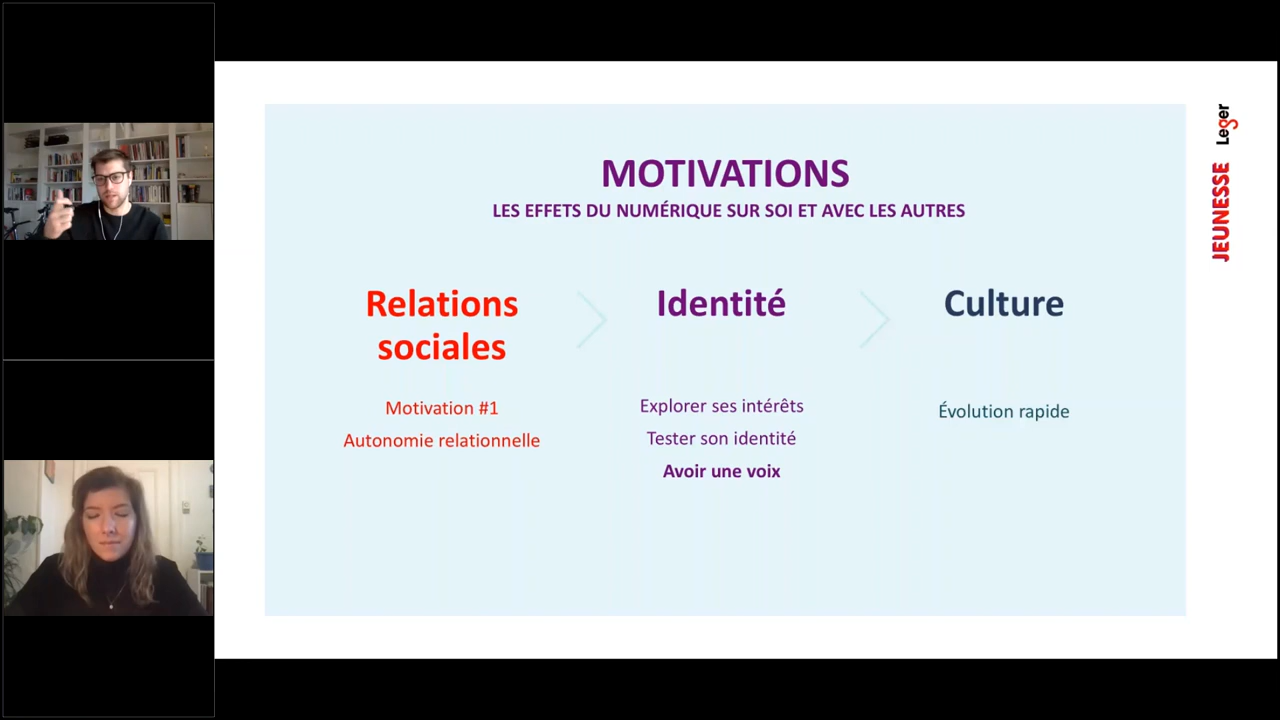 MOTIVATIONS
LES EFFETS DU NUMÉRIQUE SUR SOI ET AVEC LES AUTRES
Relations
sociales
Motivation #1
Autonomie relationnelle
Identité
Explorer ses intérêts
Tester son identité
Avoir une voix
Culture
Évolution rapide
JEUNESSE Leger